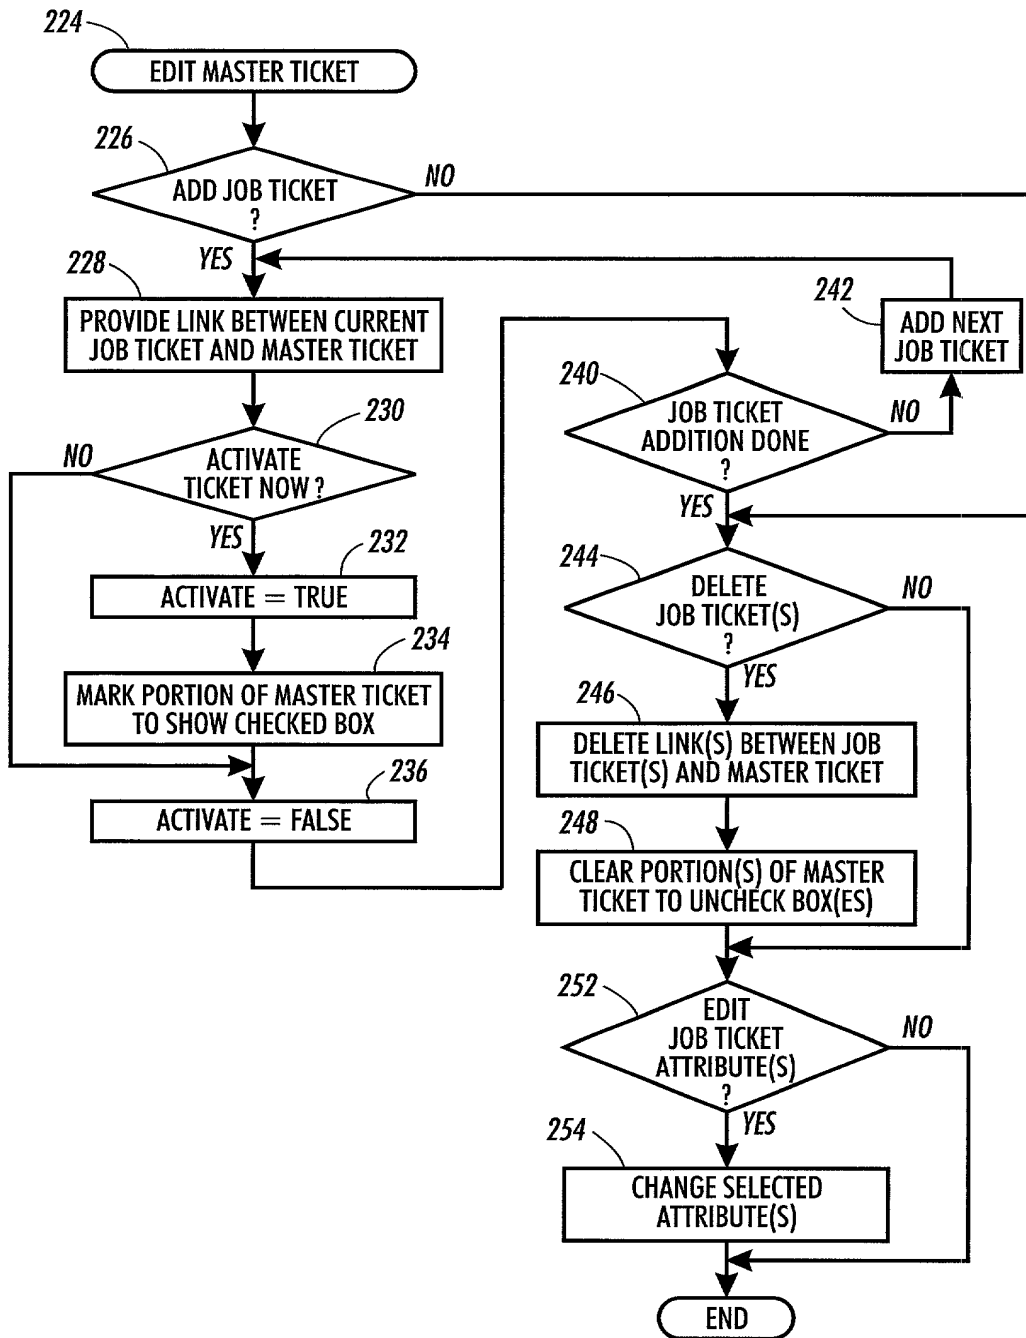 224
EDIT MASTER TICKET
226
ADD JOB TICKET
?
NO
YES
228
PROVIDE LINK BETWEEN CURRENT
JOB TICKET AND MASTER TICKET
230
ACTIVATE
TICKET NOW ?
NO
YES
232
ACTIVATE = TRUE
234
MARK PORTION OF MASTER TICKET
TO SHOW CHECKED BOX
236
ACTIVATE = FALSE
240
JOB TICKET
ADDITION DONE
?
NO
242
ADD NEXT
JOB TICKET
YES
244
DELETE
JOB TICKET(S)
?
NO
YES
246
DELETE LINK(S) BETWEEN JOB
TICKET(S) AND MASTER TICKET
248
CLEAR PORTION(S) OF MASTER
TICKET TO UNCHECK BOX(ES)
252
EDIT
JOB TICKET
ATTRIBUTE(S)
?
NO
YES
254
CHANGE SELECTED
ATTRIBUTE(S)
END